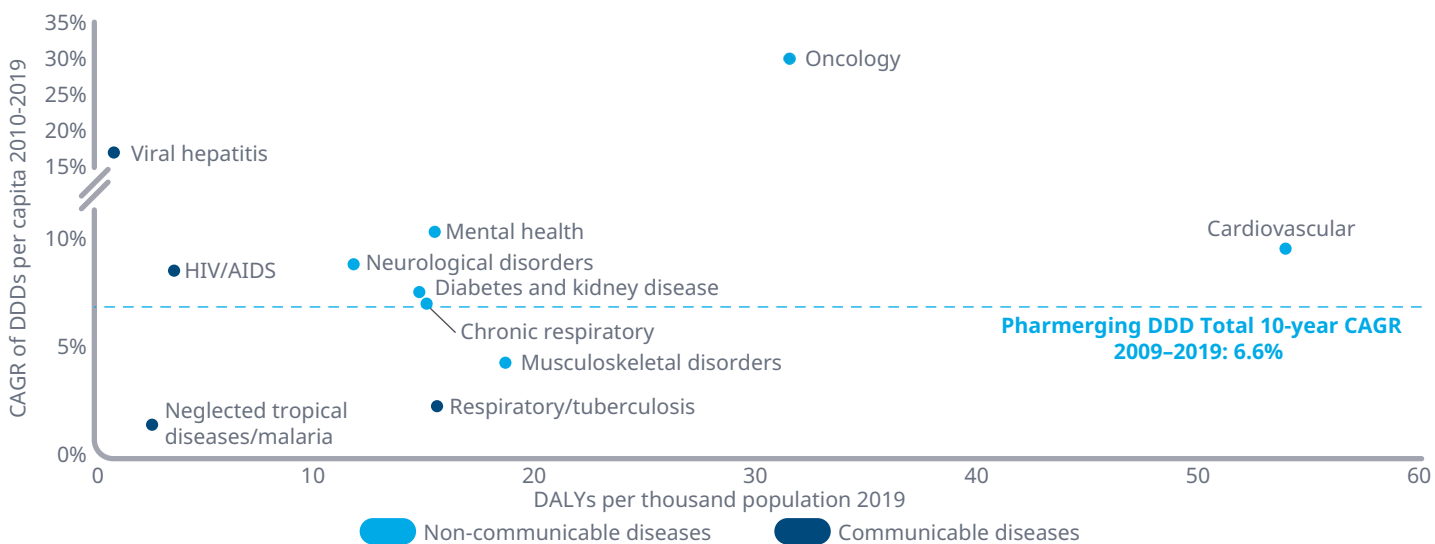 CAGR of DDDs per capita 2010-2019
35%
30%
25%
20%
15%
10%
5%
0%
Oncology
Viral hepatitis
Mental health
Cardiovascular
HIV/AIDS
Neurological disorders
Diabetes and kidney disease
Chronic respiratory
Pharmerging DDD Total 10-year CAGR
2009–2019: 6.6%
Musculoskeletal disorders
Respiratory/tuberculosis
Neglected tropical
diseases/malaria
0 10 20 30 40 50 60
DALYs per thousand population 2019
Non-communicable diseases
Communicable diseases